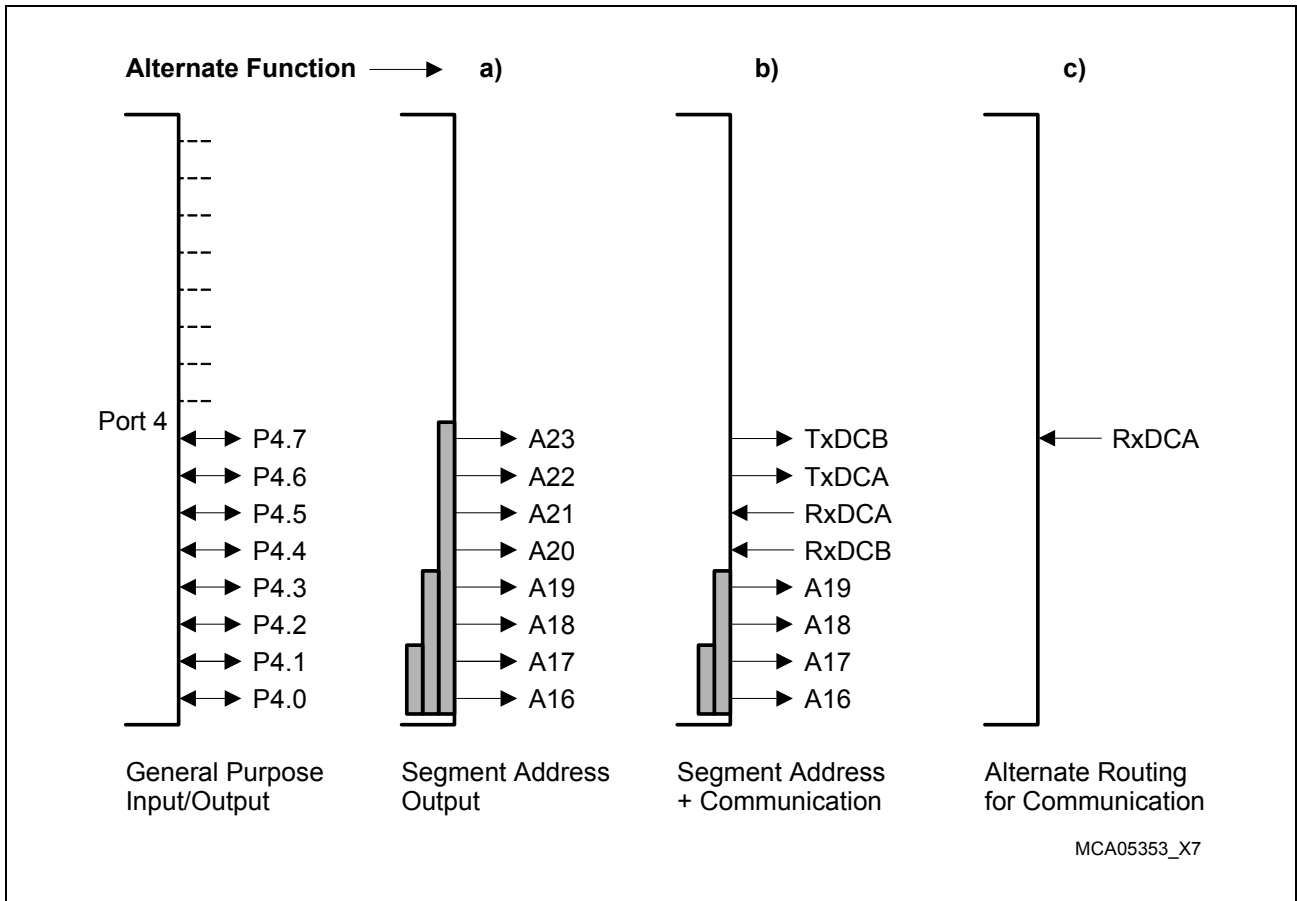 Alternate Function a) b) c)
Port 4
P4.7 A23 TxDCB RxDCA
P4.6 A22 TxDCA
P4.5 A21 RxDCA
P4.4 A20 RxDCB
P4.3 A19 A19
P4.2 A18 A18
P4.1 A17 A17
P4.0 A16 A16
General Purpose Segment Address Segment Address Alternate Routing
Input/Output Output + Communication for Communication
MCA05353_X7